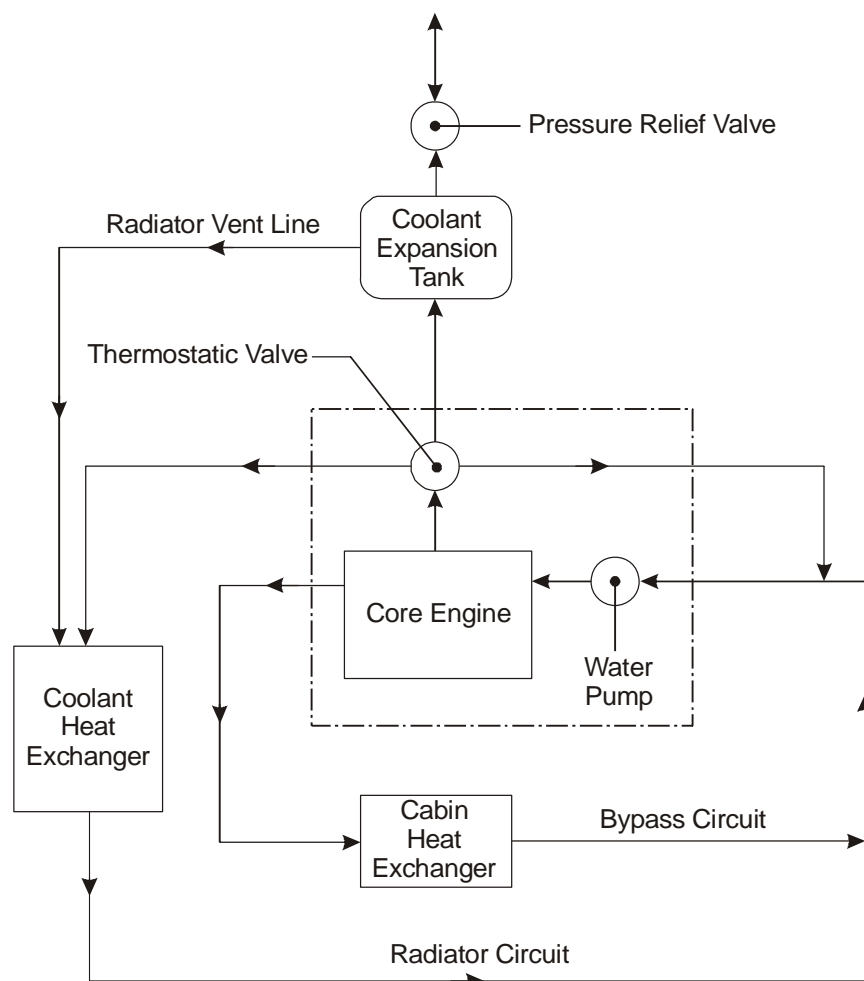 Pressure Relief Valve
Radiator Vent Line
Coolant
Expansion
Tank
Thermostatic Valve
Core Engine
Water
Pump
Coolant
Heat
Exchanger
Cabin
Heat
Exchanger
Bypass Circuit
Radiator Circuit